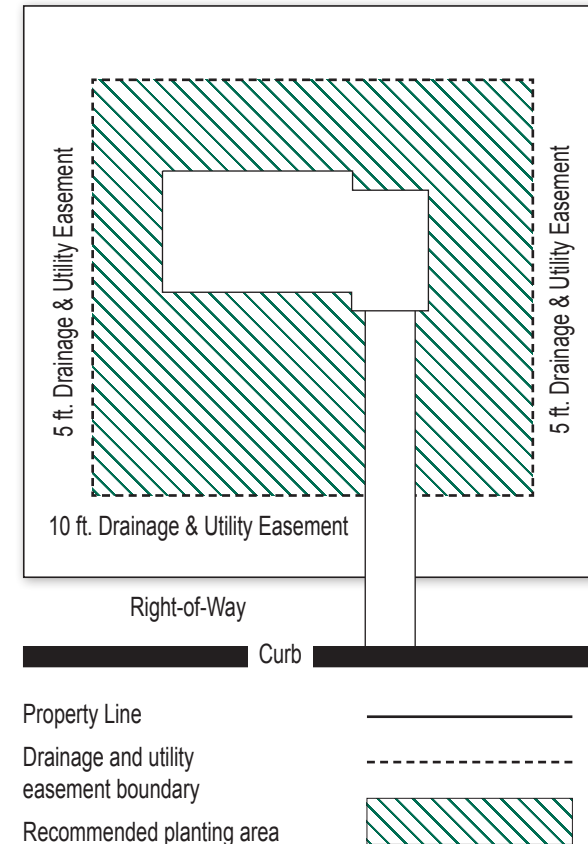 5 ft. Drainage & Utility Easement
5 ft. Drainage & Utility Easement
10 ft. Drainage & Utility Easement
Right-of-Way
Curb
Property Line
Drainage and utility
easement boundary
Recommended planting area